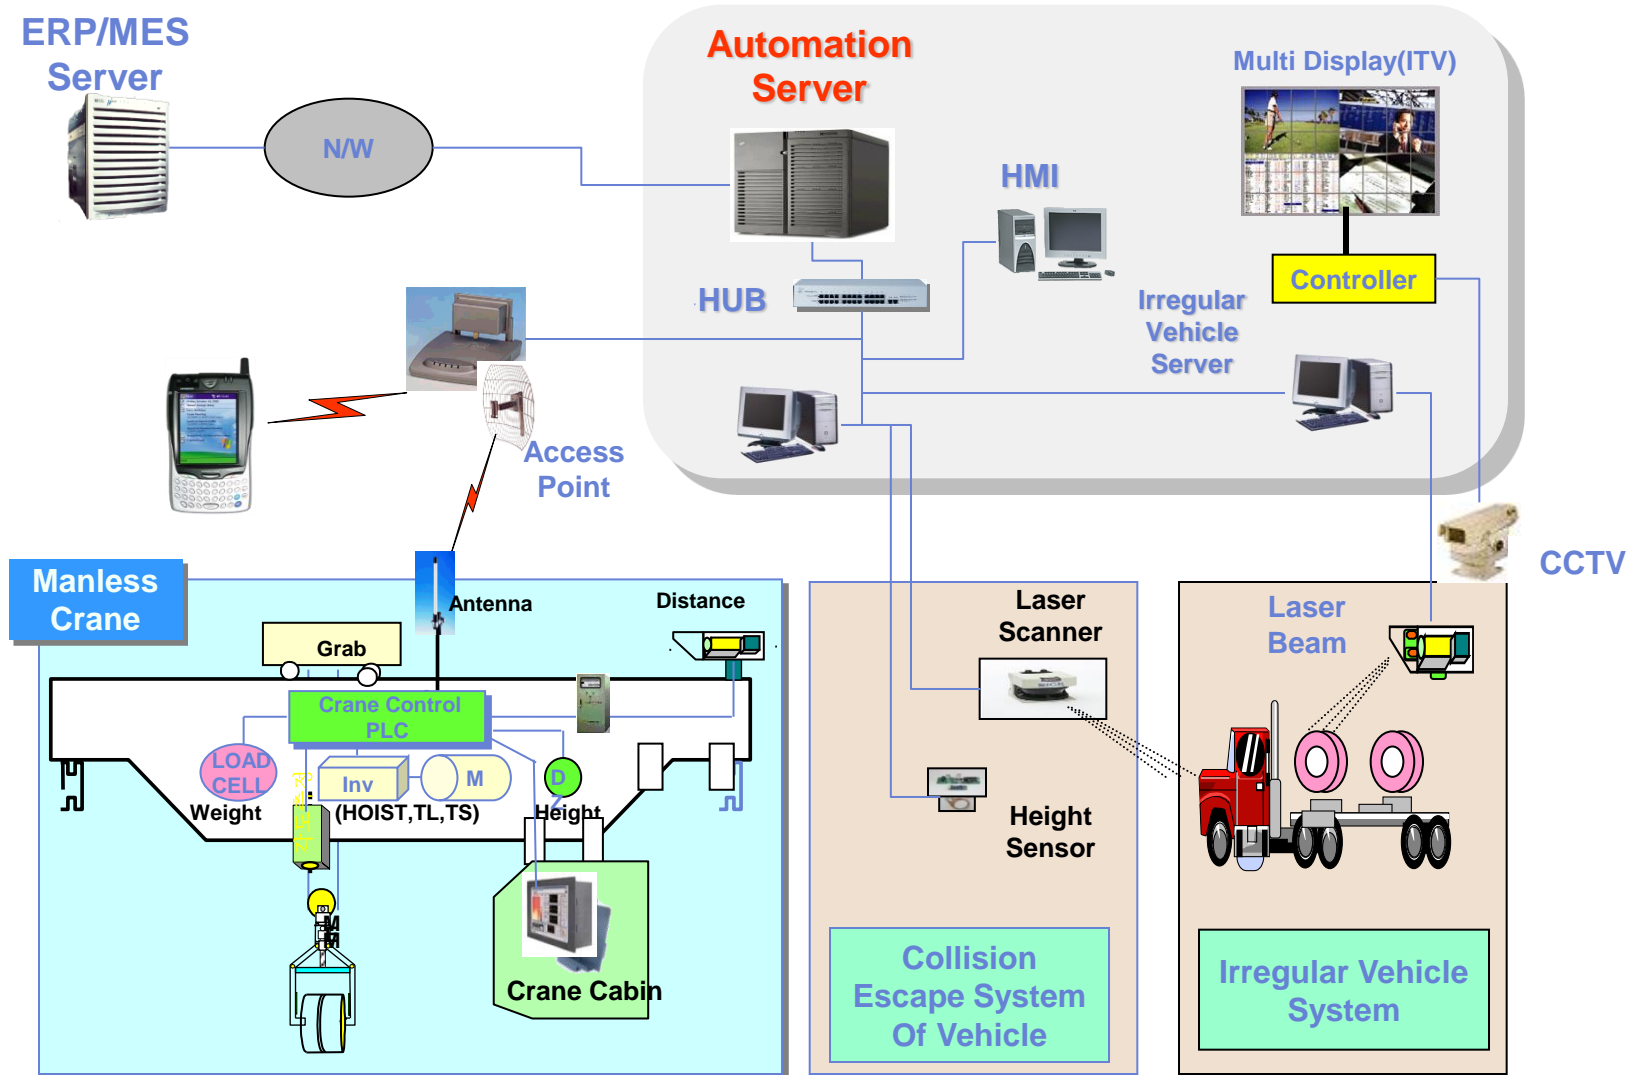 ERP/MES
Server
N/W
Automation
Server
HMI
Multi Display(ITV)
Controller
HUB
Irregular
Vehicle
Server
Access
Point
CCTV
Manless
Crane
Antenna
Distance
Grab
Crane Control
PLC
LOAD
CELL
Weight
Inv
M
(HOIST,TL,TS)
D
Height
Crane Cabin
Laser
Scanner
Height
Sensor
Collision
Escape System
Of Vehicle
Laser
Beam
Irregular Vehicle
System